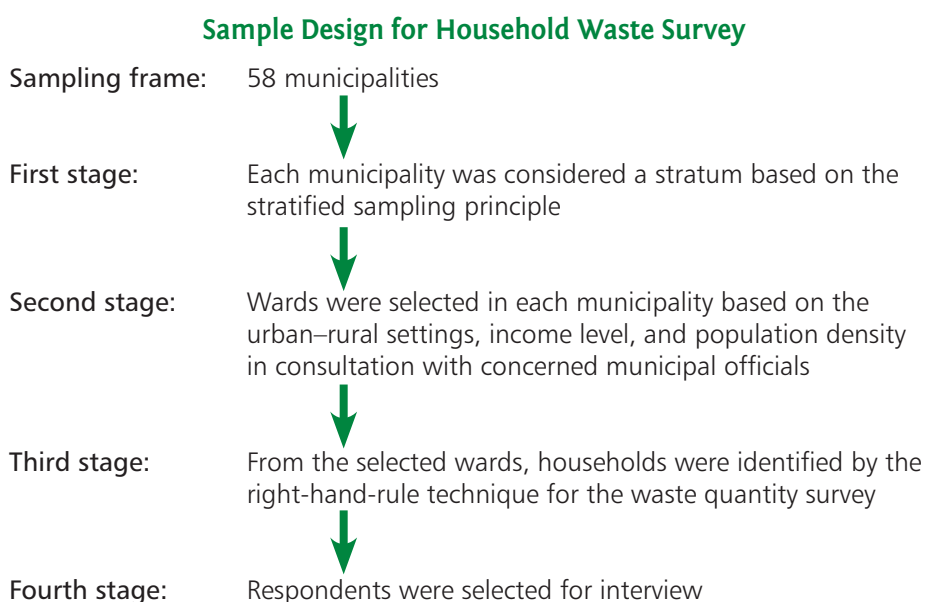 Sample Design for Household Waste Survey
Sampling frame: 58 municipalities
First stage: Each municipality was considered a stratum based on the
stratified sampling principle
Second stage: Wards were selected in each municipality based on the
urban–rural settings, income level, and population density
in consultation with concerned municipal officials
Third stage: From the selected wards, households were identified by the
right-hand-rule technique for the waste quantity survey
Fourth stage: Respondents were selected for interview